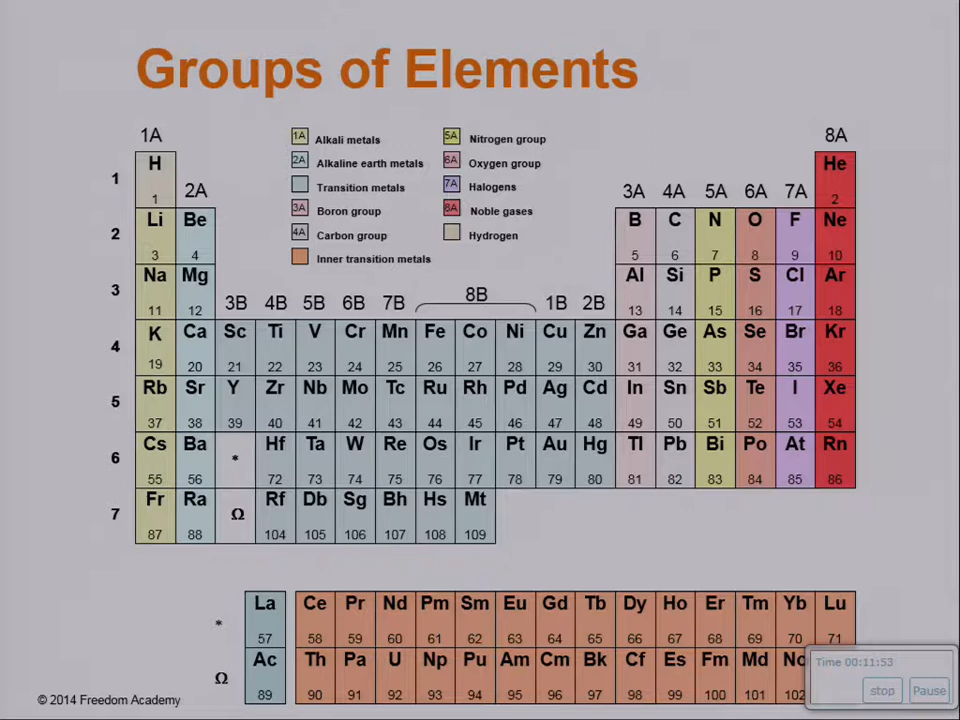 Groups of Elements
1A 8A
1A Alkali metals 5A Nitrogen group
2A Alkaline earth metals 6A Oxygen group
Transition metals 7A Halogens
3A Boron group 8A Noble gases
4A Carbon group Hydrogen
Inner transition metals
2A 3A 4A 5A 6A 7A
3B 4B 5B 6B 7B 8B 1B 2B
1 H He
1 2
2 Li Be B C N O F Ne
3 4 5 6 7 8 9 10
3 Na Mg Al Si P S Cl Ar
11 12 13 14 15 16 17 18
4 K Ca Sc Ti V Cr Mn Fe Co Ni Cu Zn Ga Ge As Se Br Kr
19 20 21 22 23 24 25 26 27 28 29 30 31 32 33 34 35 36
5 Rb Sr Y Zr Nb Mo Tc Ru Rh Pd Ag Cd In Sn Sb Te I Xe
37 38 39 40 41 42 43 44 45 46 47 48 49 50 51 52 53 54
6 Cs Ba * Hf Ta W Re Os Ir Pt Au Hg Tl Pb Bi Po At Rn
55 56 72 73 74 75 76 77 78 79 80 81 82 83 84 85 86
7 Fr Ra Ω Rf Db Sg Bh Hs Mt
87 88 104 105 106 107 108 109
* La Ce Pr Nd Pm Sm Eu Gd Tb Dy Ho Er Tm Yb Lu
57 58 59 60 61 62 63 64 65 66 67 68 69 70 71
Ω Ac Th Pa U Np Pu Am Cm Bk Cf Es Fm Md No
89 90 91 92 93 94 95 96 97 98 99 100 101 102
Time 00:11:53
stop Pause
© 2014 Freedom Academy